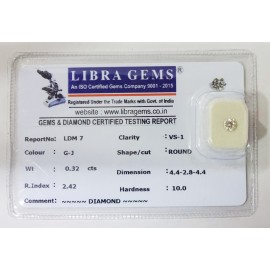 LIBRA GEMS®
An ISO Certified Gems Company 9001 - 2015
Registered Under the Trade Marks with Govt. of India
website : www.libragems.co.in
GEMS & DIAMOND CERTIFIED TESTING REPORT
ReportNo: LDM 7 Clarity VS-1
Colour G-J Shape/cut ROUND
Wt 0.32 cts Dimension 4.4-2.8-4.4
R.Index 2.42 Hardness 10.0
Comment ~~~~~ DIAMOND ~~~~~